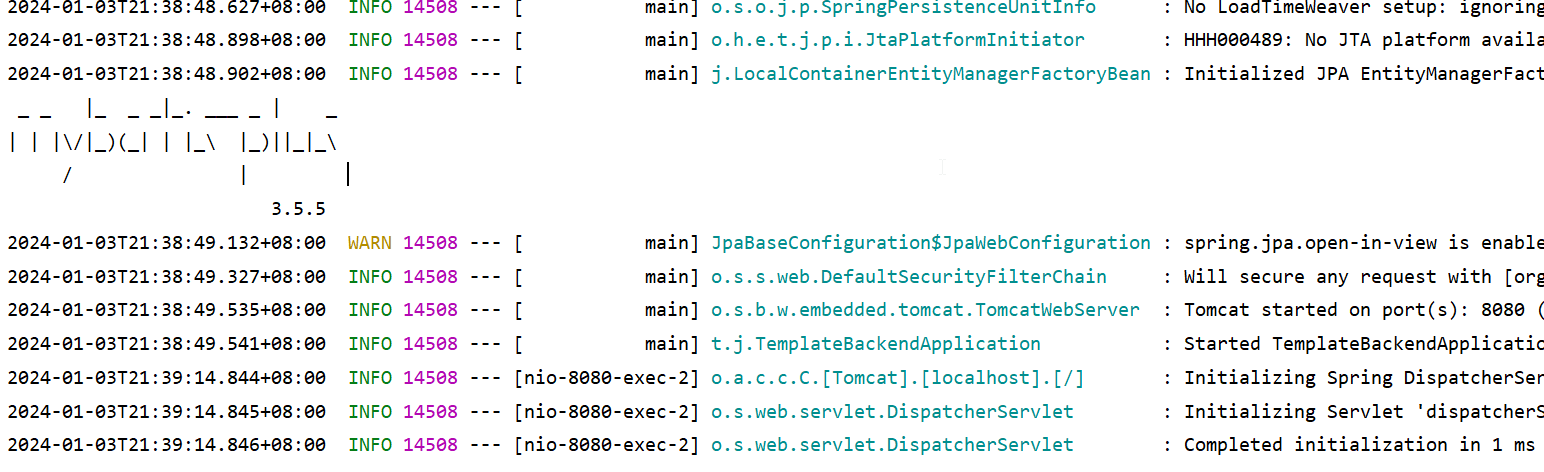 2024-01-03T21:38:48.627+08:00  INFO 14508 --- [           main] o.s.o.j.p.SpringPersistenceUnitInfo      : No LoadTimeWeaver setup: ignoring
2024-01-03T21:38:48.898+08:00  INFO 14508 --- [           main] o.h.e.t.j.p.i.JtaPlatformInitiator       : HHH000489: No JTA platform availa
2024-01-03T21:38:48.902+08:00  INFO 14508 --- [           main] j.LocalContainerEntityManagerFactoryBean : Initialized JPA EntityManagerFact
 _ _   |_  _ _|_. ___ _ |    _
| | |\/|_)(_| | |_\  |_)||_|_\
     /               |
                        3.5.5
2024-01-03T21:38:49.132+08:00  WARN 14508 --- [           main] JpaBaseConfiguration$JpaWebConfiguration : spring.jpa.open-in-view is enable
2024-01-03T21:38:49.327+08:00  INFO 14508 --- [           main] o.s.s.web.DefaultSecurityFilterChain     : Will secure any request with [org
2024-01-03T21:38:49.535+08:00  INFO 14508 --- [           main] o.s.b.w.embedded.tomcat.TomcatWebServer  : Tomcat started on port(s): 8080 (
2024-01-03T21:38:49.541+08:00  INFO 14508 --- [           main] t.j.TemplateBackendApplication           : Started TemplateBackendApplicatio
2024-01-03T21:39:14.844+08:00  INFO 14508 --- [nio-8080-exec-2] o.a.c.c.C.[Tomcat].[localhost].[/]       : Initializing Spring DispatcherSer
2024-01-03T21:39:14.845+08:00  INFO 14508 --- [nio-8080-exec-2] o.s.web.servlet.DispatcherServlet        : Initializing Servlet 'dispatcherS
2024-01-03T21:39:14.846+08:00  INFO 14508 --- [nio-8080-exec-2] o.s.web.servlet.DispatcherServlet        : Completed initialization in 1 ms